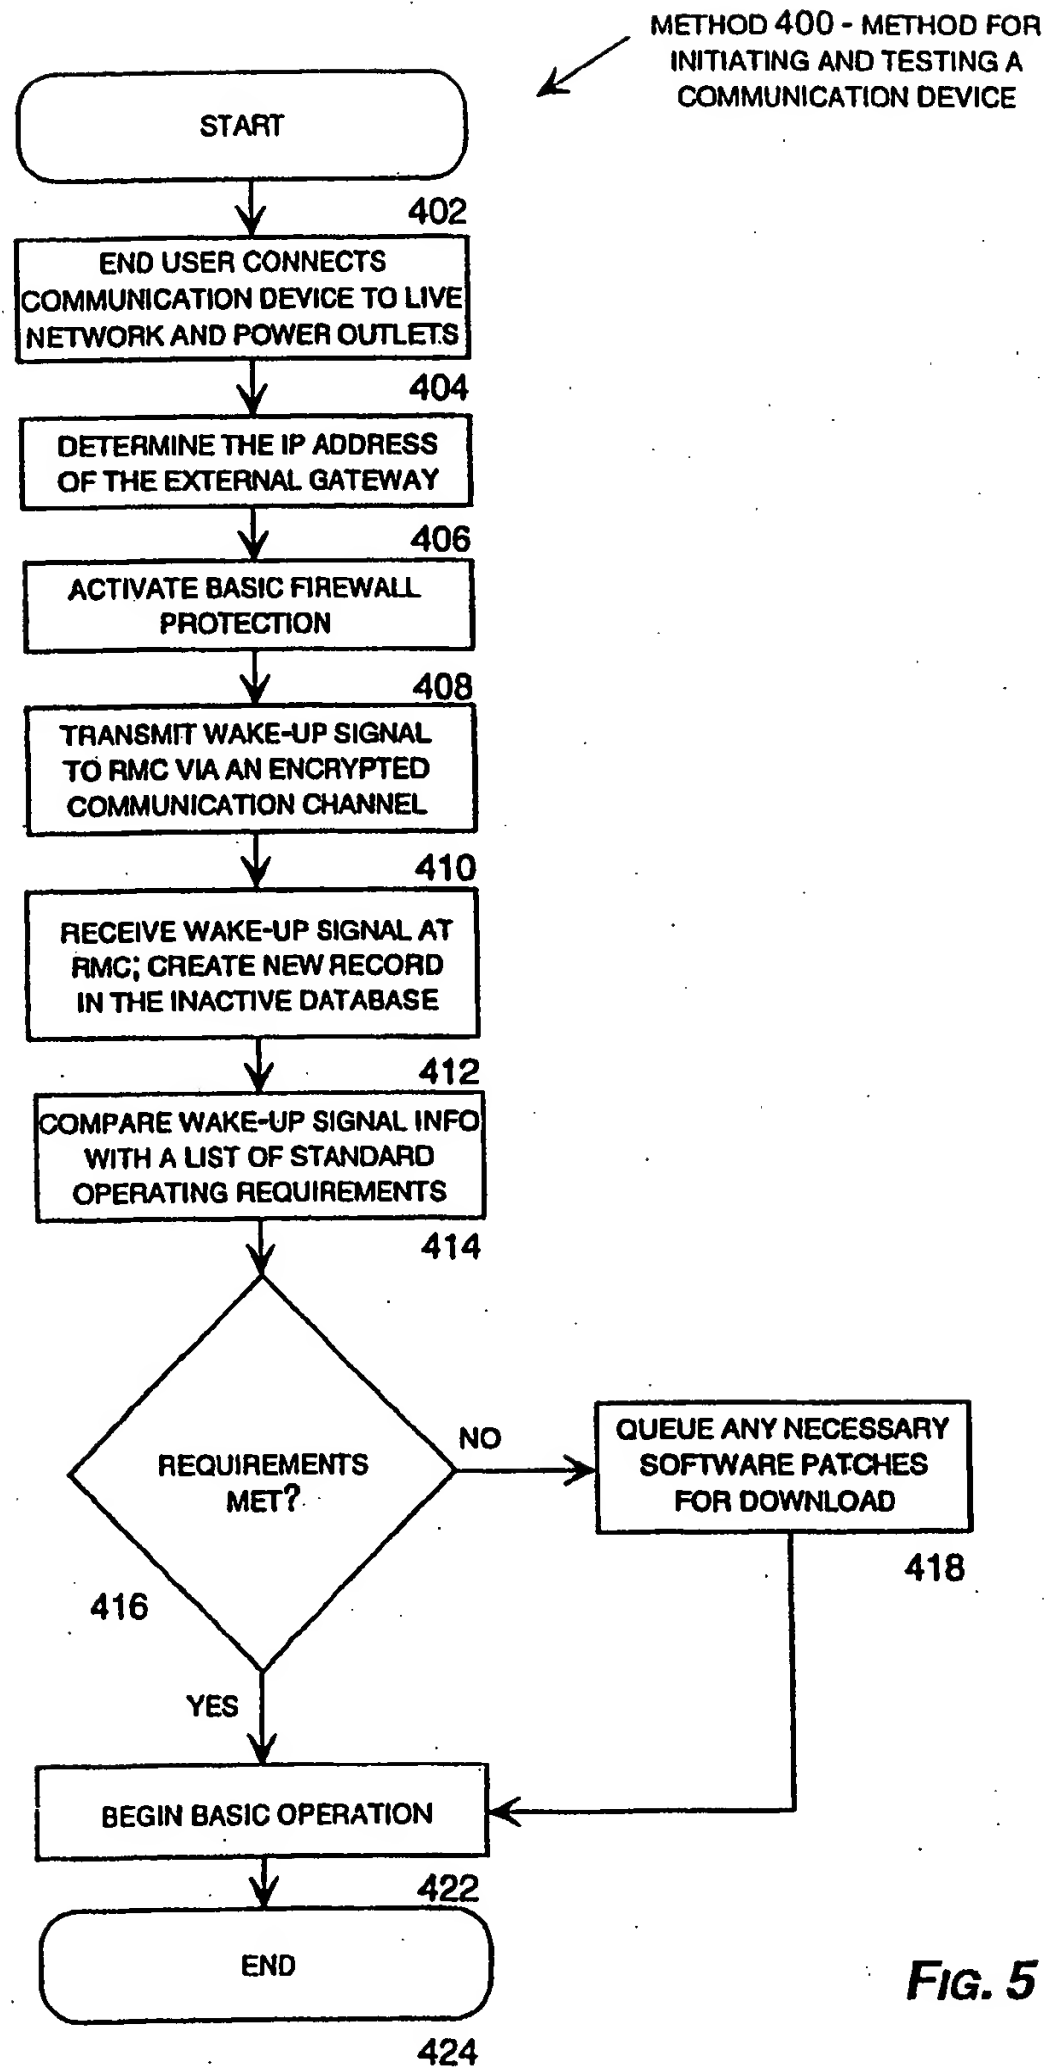 METHOD 400 - METHOD FOR
INITIATING AND TESTING A
COMMUNICATION DEVICE
START
402
END USER CONNECTS
COMMUNICATION DEVICE TO LIVE
NETWORK AND POWER OUTLETS
404
DETERMINE THE IP ADDRESS
OF THE EXTERNAL GATEWAY
406
ACTIVATE BASIC FIREWALL
PROTECTION
408
TRANSMIT WAKE-UP SIGNAL
TO RMC VIA AN ENCRYPTED
COMMUNICATION CHANNEL
410
RECEIVE WAKE-UP SIGNAL AT
RMC; CREATE NEW RECORD
IN THE INACTIVE DATABASE
412
COMPARE WAKE-UP SIGNAL INFO
WITH A LIST OF STANDARD
OPERATING REQUIREMENTS
414
REQUIREMENTS
MET?
NO
QUEUE ANY NECESSARY
SOFTWARE PATCHES
FOR DOWNLOAD
418
416
YES
BEGIN BASIC OPERATION
422
END
424
FIG. 5